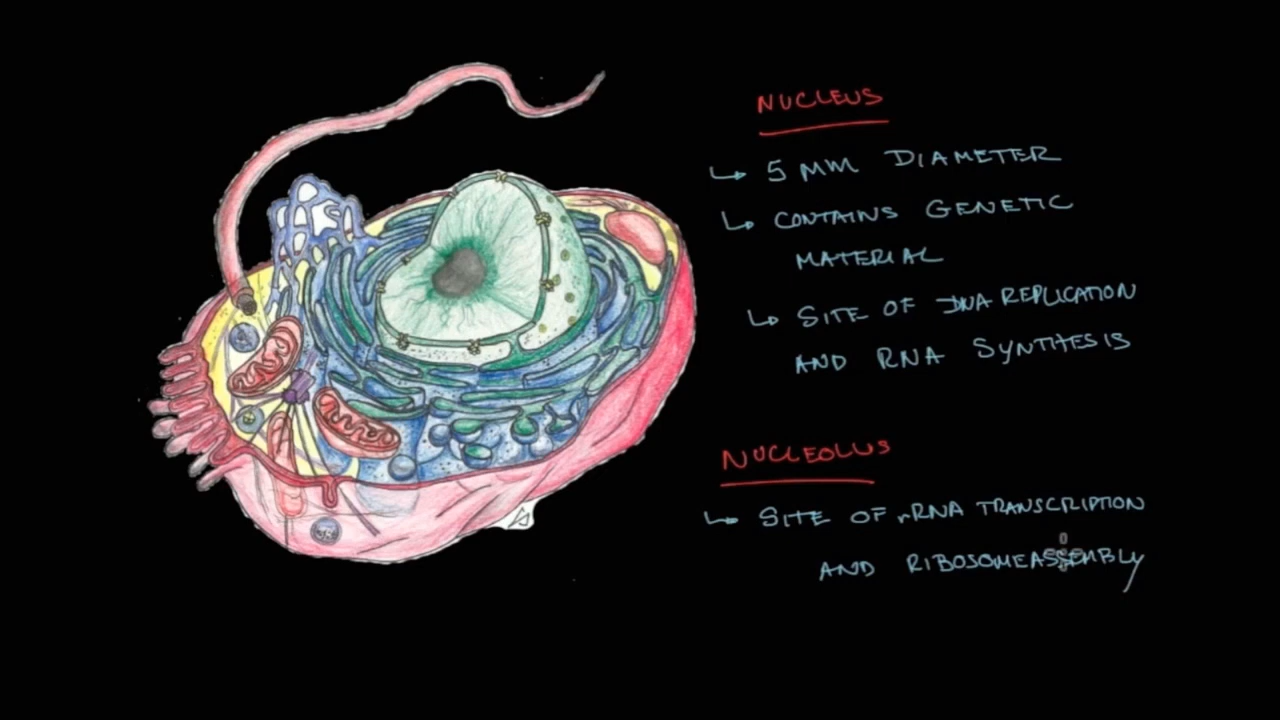 NUCLEUS
↳ 5 MM DIAMETER
↳ CONTAINS GENETIC
MATERIAL
↳ SITE OF DNA REPLICATION
AND RNA SYNTHESIS
NUCLEOLUS
↳ SITE OF rRNA TRANSCRIPTION
AND RIBOSOME ASSEMBLY